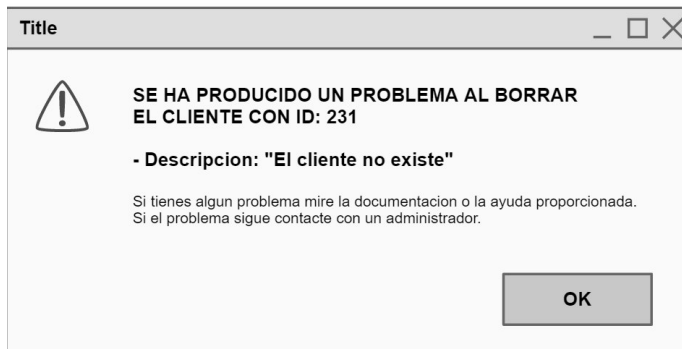 Title
SE HA PRODUCIDO UN PROBLEMA AL BORRAR
EL CLIENTE CON ID: 231
- Descripcion: "El cliente no existe"
Si tienes algun problema mire la documentacion o la ayuda proporcionada.
Si el problema sigue contacte con un administrador.
OK